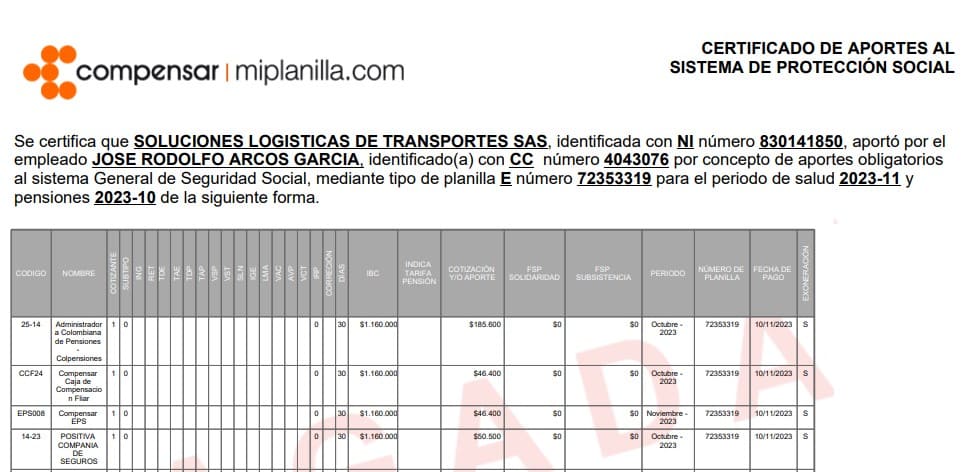 compensar | miplanilla.com
CERTIFICADO DE APORTES AL
SISTEMA DE PROTECCIÓN SOCIAL
Se certifica que SOLUCIONES LOGISTICAS DE TRANSPORTES SAS, identificada con NI número 830141850, aportó por el
empleado JOSE RODOLFO ARCOS GARCIA, identificado(a) con CC número 4043076 por concepto de aportes obligatorios
al sistema General de Seguridad Social, mediante tipo de planilla E número 72353319 para el periodo de salud 2023-11 y
pensiones 2023-10 de la siguiente forma.
CODIGO NOMBRE COTIZANTE SUBTIPO ING RET TDE TAE TDP TAP VSP VST SLN IGE LMA VAC AVP VCT IRP CORRECIÓN DÍAS IBC INDICA TARIFA PENSIÓN COTIZACIÓN Y/O APORTE FSP SOLIDARIDAD FSP SUBSISTENCIA PERIODO NÚMERO DE PLANILLA FECHA DE PAGO EXONERACIÓN
25-14 Administrador 1 0 0 30 $1.160.000 $185.600 $0 $0 Octubre - 72353319 10/11/2023 S
a Colombiana 2023
de Pensiones
-
Colpensiones
CCF24 Compensar 1 0 0 30 $1.160.000 $46.400 $0 $0 Octubre - 72353319 10/11/2023 S
Caja de 2023
Compensacio
n Fliar
EPS008 Compensar 1 0 0 30 $1.160.000 $46.400 $0 $0 Noviembre - 72353319 10/11/2023 S
EPS 2023
14-23 POSITIVA 1 0 0 30 $1.160.000 $50.500 $0 $0 Octubre - 72353319 10/11/2023 S
COMPANIA 2023
DE
SEGUROS
GADA